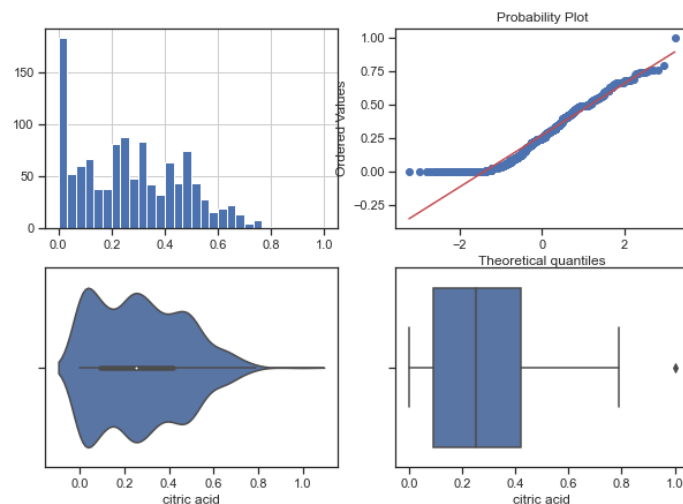 Probability Plot
150
100
50
0
0.0 0.2 0.4 0.6 0.8 1.0
Ordered Values
1.00
0.75
0.50
0.25
0.00
−0.25
−2 0 2
Theoretical quantiles
0.0 0.2 0.4 0.6 0.8 1.0
citric acid
0.0 0.2 0.4 0.6 0.8 1.0
citric acid